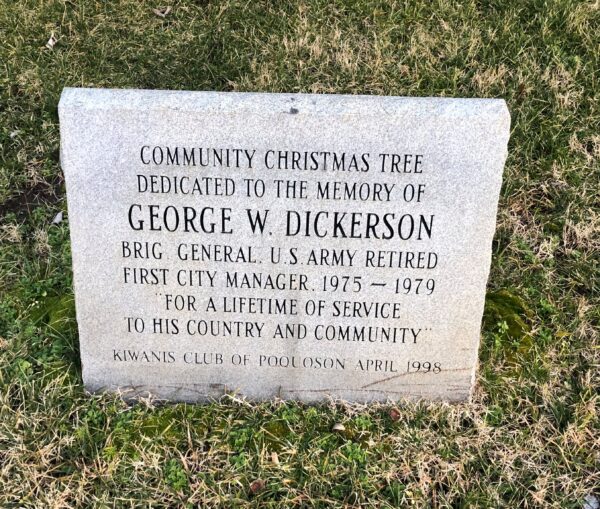 COMMUNITY CHRISTMAS TREE
DEDICATED TO THE MEMORY OF
GEORGE W. DICKERSON
BRIG. GENERAL, U.S. ARMY RETIRED
FIRST CITY MANAGER, 1975 – 1979
"FOR A LIFETIME OF SERVICE
TO HIS COUNTRY AND COMMUNITY"
KIWANIS CLUB OF POQUOSON APRIL 1998